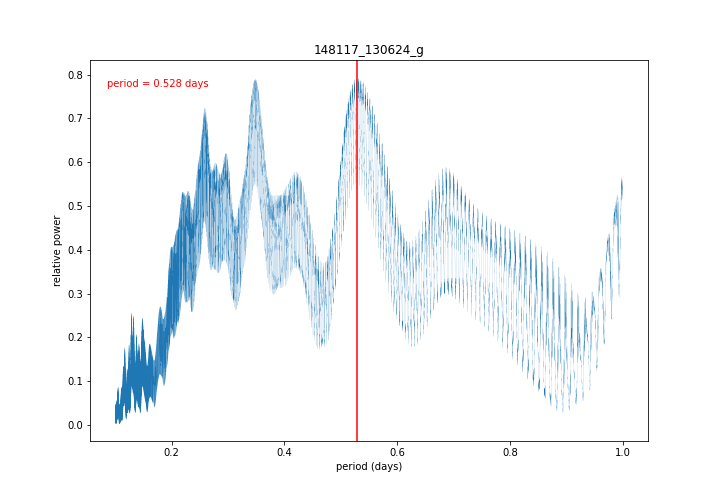 148117_130624_g
period = 0.528 days
relative power
0.8
0.7
0.6
0.5
0.4
0.3
0.2
0.1
0.0
0.2 0.4 0.6 0.8 1.0
period (days)